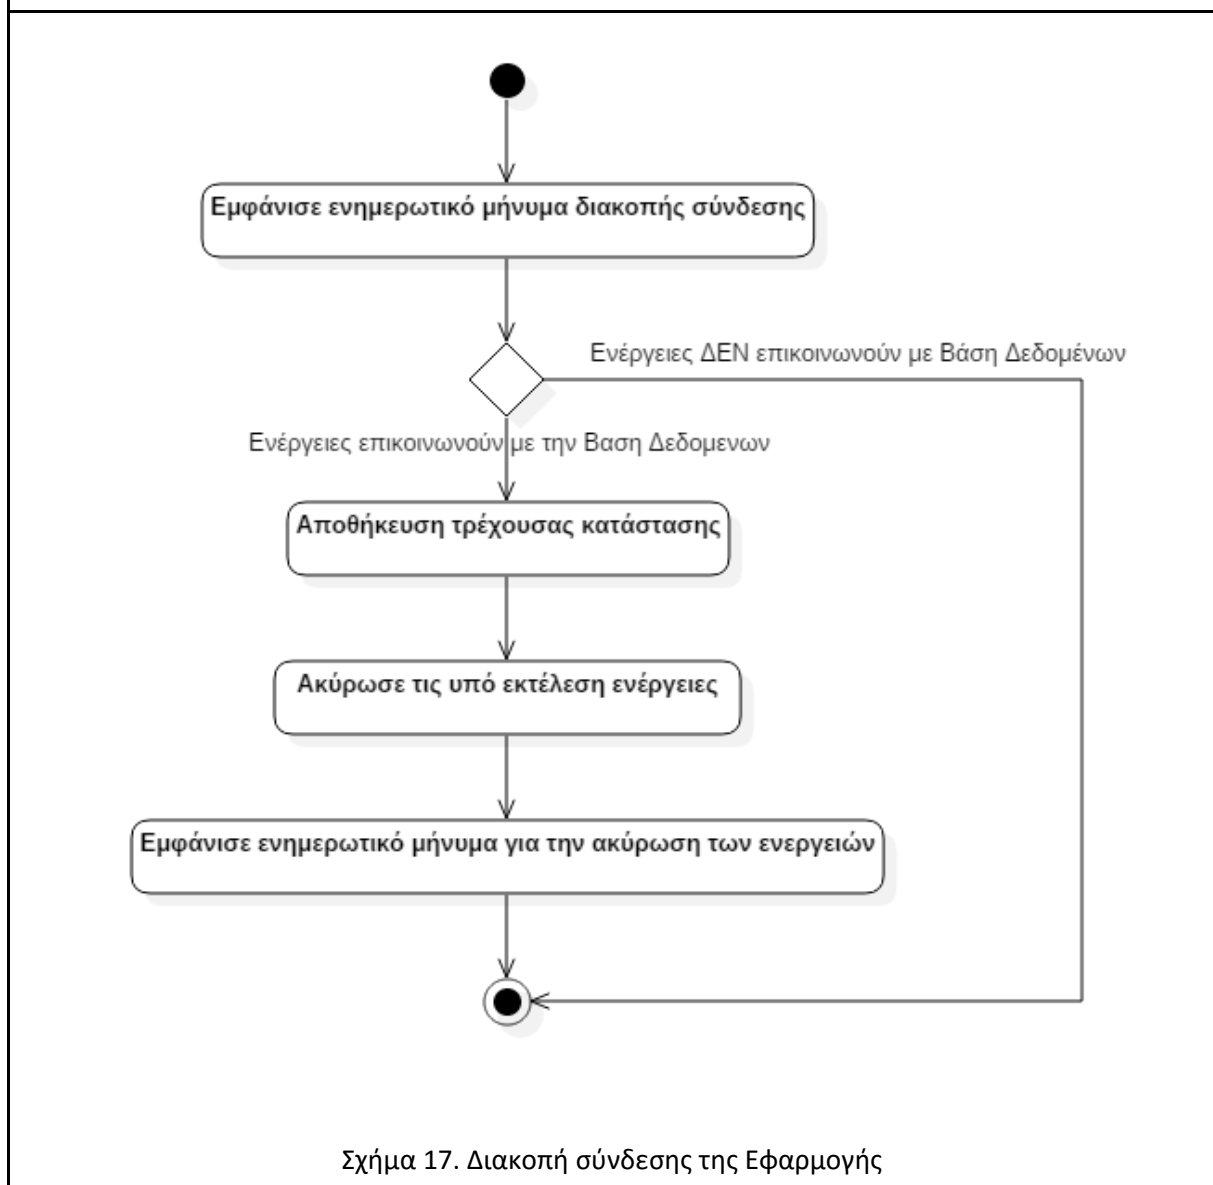 Εμφάνισε ενημερωτικό μήνυμα διακοπής σύνδεσης
Ενέργειες ΔΕΝ επικοινωνούν με Βάση Δεδομένων
Ενέργειες επικοινωνούν με την Βαση Δεδομενων
Αποθήκευση τρέχουσας κατάστασης
Ακύρωσε τις υπό εκτέλεση ενέργειες
Εμφάνισε ενημερωτικό μήνυμα για την ακύρωση των ενεργειών
Σχήμα 17. Διακοπή σύνδεσης της Εφαρμογής